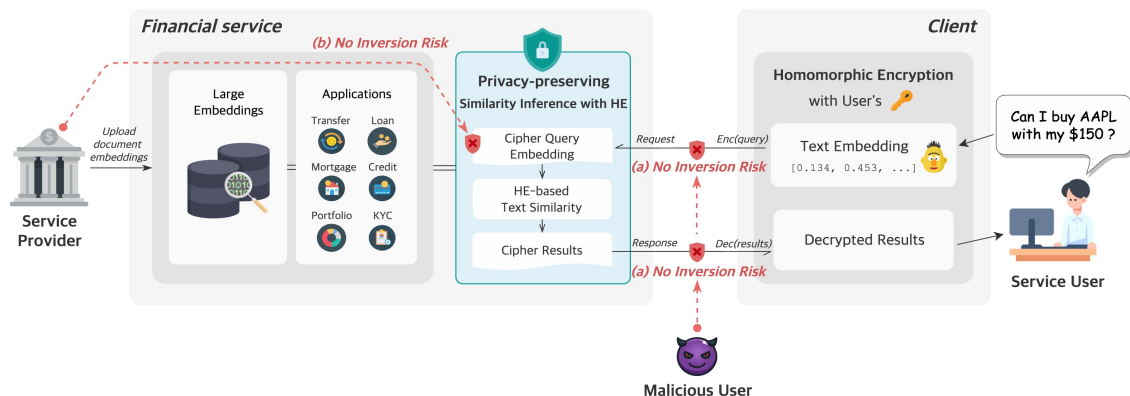 Financial service
Client
(b) No Inversion Risk
Large
Embeddings
Applications
Transfer
Loan
Mortgage
Credit
Portfolio
KYC
Privacy-preserving
Similarity Inference with HE
Cipher Query
Embedding
HE-based
Text Similarity
Cipher Results
Request
Enc(query)
(a) No Inversion Risk
Response
Dec(results)
(a) No Inversion Risk
Homomorphic Encryption
with User's
Text Embedding
[0.134, 0.453, ...]
Decrypted Results
Can I buy AAPL
with my $150 ?
Upload
document
embeddings
Service
Provider
Service User
Malicious User